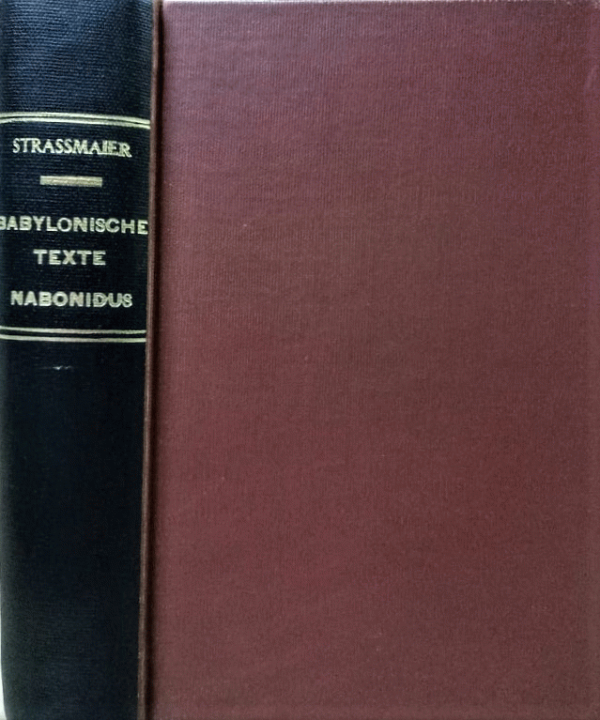 STRASSMAIER
BABYLONISCHE
TEXTE
NABONIDUS